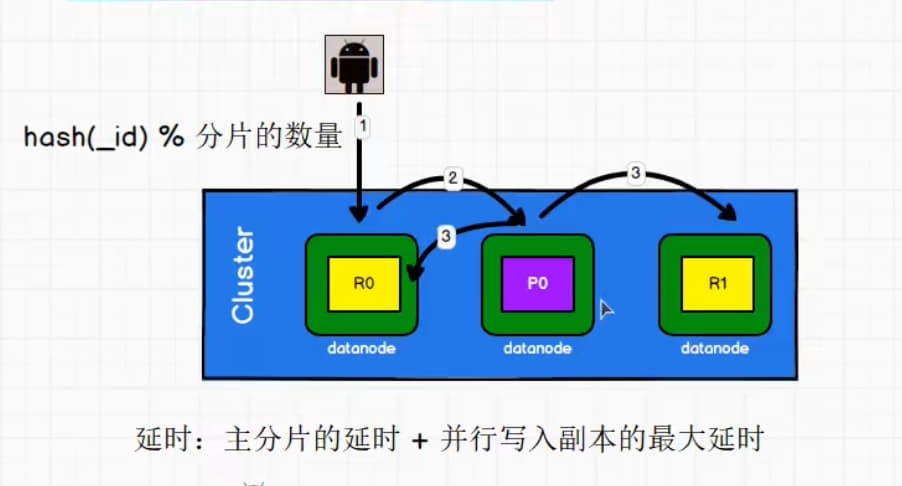 1
hash(_id) % 分片的数量
2
3
3
Cluster
R0
P0
R1
datanode
datanode
datanode
延时：主分片的延时 + 并行写入副本的最大延时